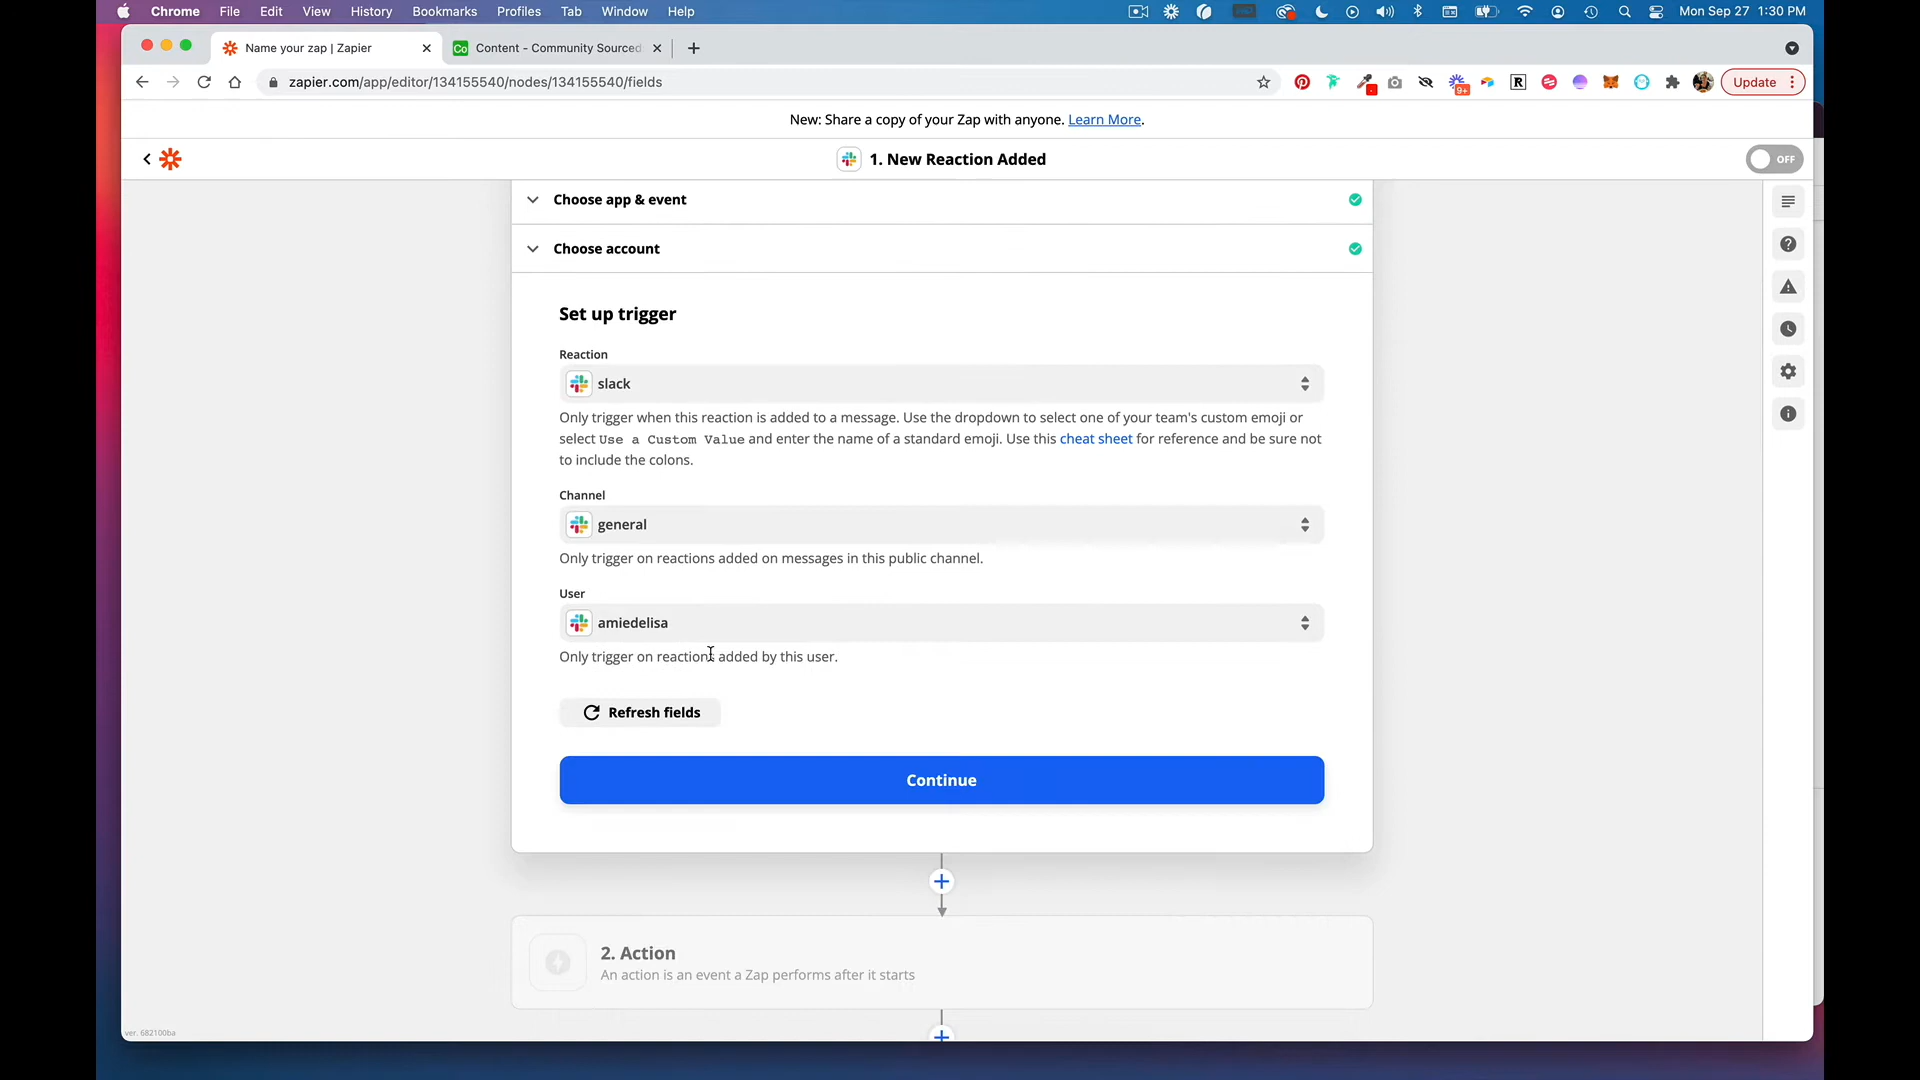 Chrome File Edit View History Bookmarks Profiles Tab Window Help Mon Sep 27 1:30 PM
Name your zap | Zapier Content - Community Sourced
zapier.com/app/editor/134155540/nodes/134155540/fields 9+ Update
New: Share a copy of your Zap with anyone. Learn More.
1. New Reaction Added OFF
Choose app & event
Choose account
Set up trigger
Reaction
slack
Only trigger when this reaction is added to a message. Use the dropdown to select one of your team's custom emoji or
select Use a Custom Value and enter the name of a standard emoji. Use this cheat sheet for reference and be sure not
to include the colons.
Channel
general
Only trigger on reactions added on messages in this public channel.
User
amiedelisa
Only trigger on reactions added by this user.
Refresh fields
Continue
2. Action
An action is an event a Zap performs after it starts
ver. 682100ba